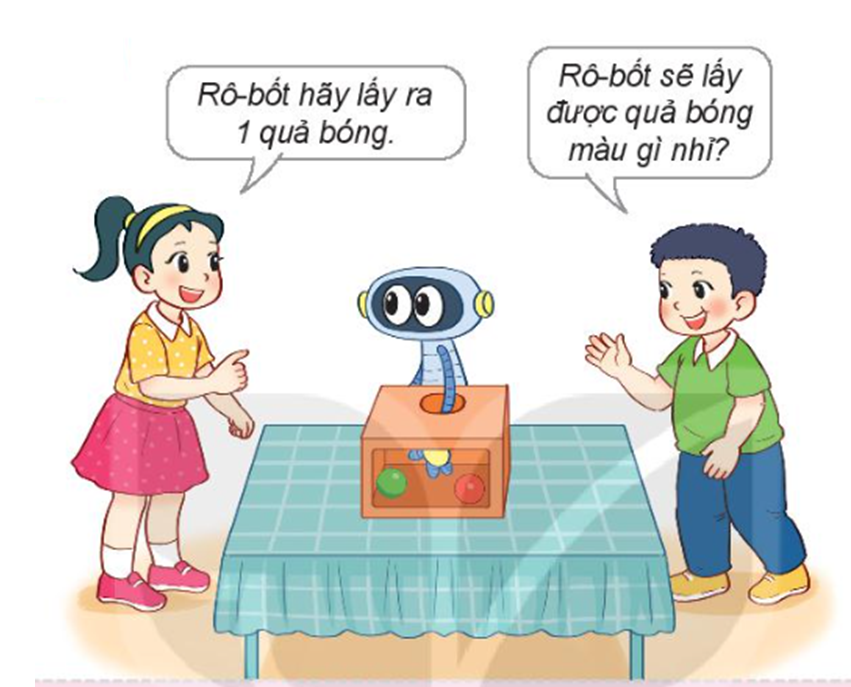 Rô-bốt hãy lấy ra
1 quả bóng.
Rô-bốt sẽ lấy
được quả bóng
màu gì nhỉ?